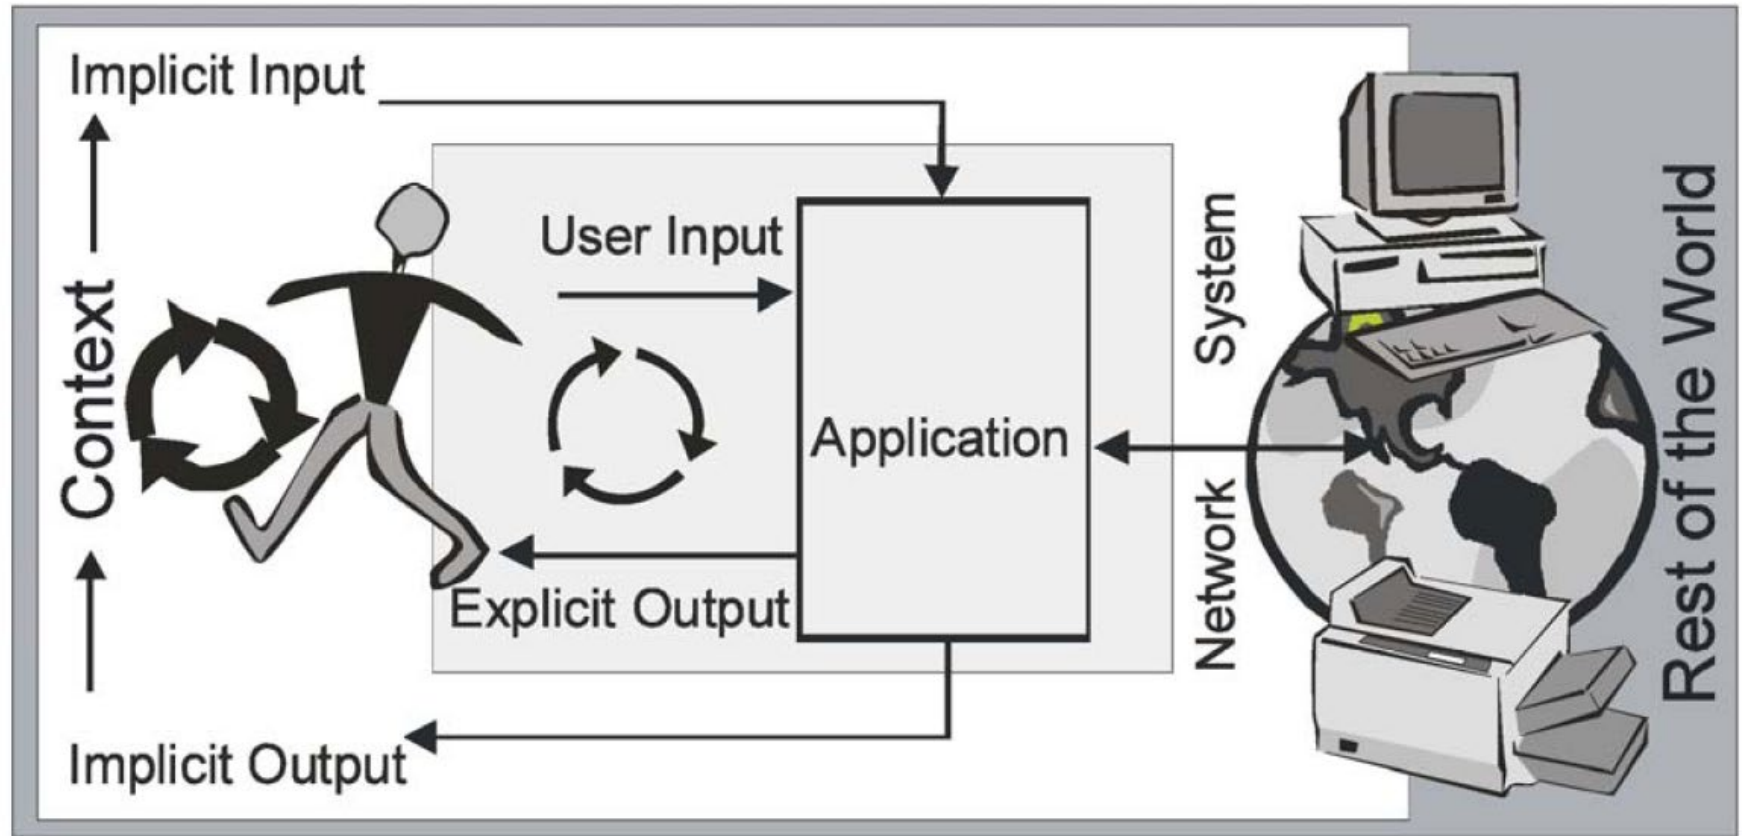 Implicit Input
Context
User Input
Application
Explicit Output
Implicit Output
System
Network
Rest of the World